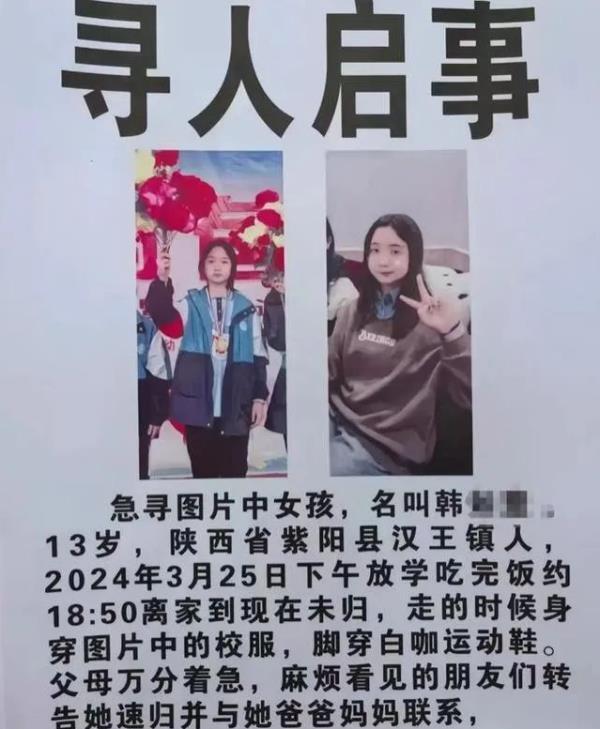 寻人启事
急寻图片中女孩，名叫韩
13岁，陕西省紫阳县汉王镇人，
2024年3月25日下午放学吃完饭约
18:50离家到现在未归，走的时候身
穿图片中的校服，脚穿白咖运动鞋。
父母万分着急，麻烦看见的朋友们转
告她速归并与她爸爸妈妈联系，